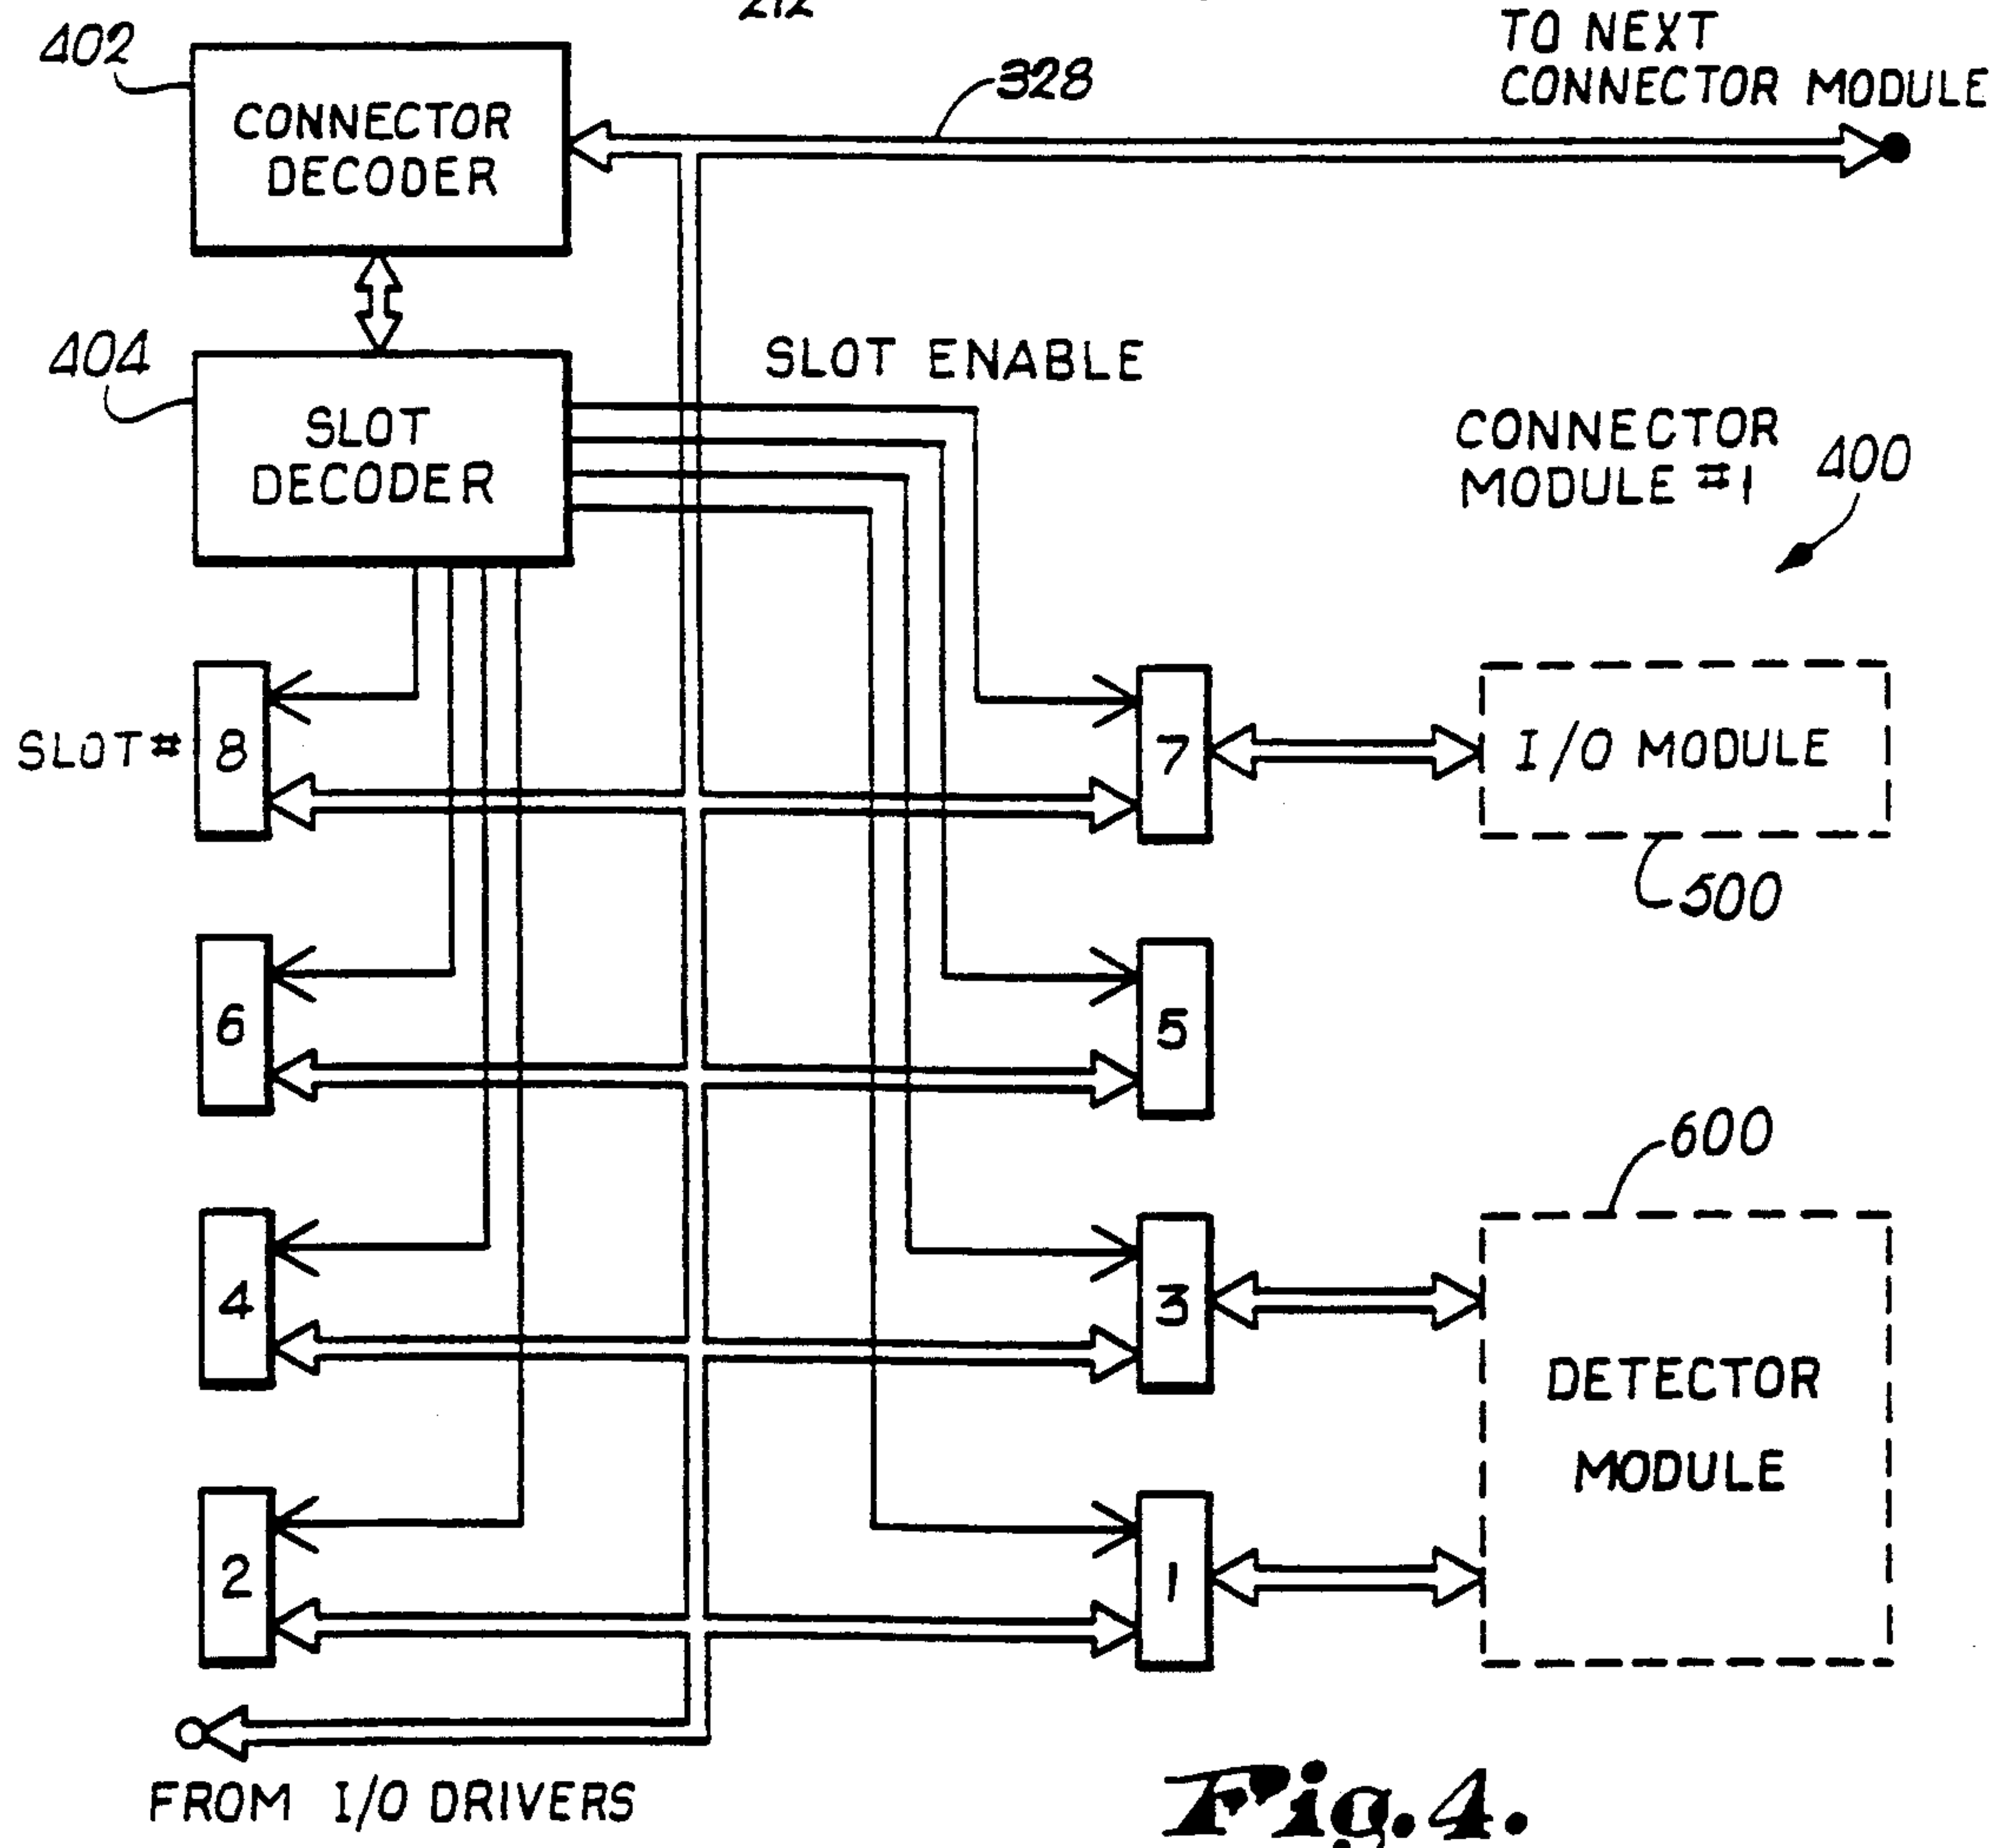 212
402
CONNECTOR
DECODER
328
TO NEXT
CONNECTOR MODULE
404
SLOT
DECODER
SLOT ENABLE
CONNECTOR
MODULE #1
400
SLOT#
8
7
I/O MODULE
500
6
5
600
4
3
DETECTOR
MODULE
2
1
FROM I/O DRIVERS
Fig. 4.